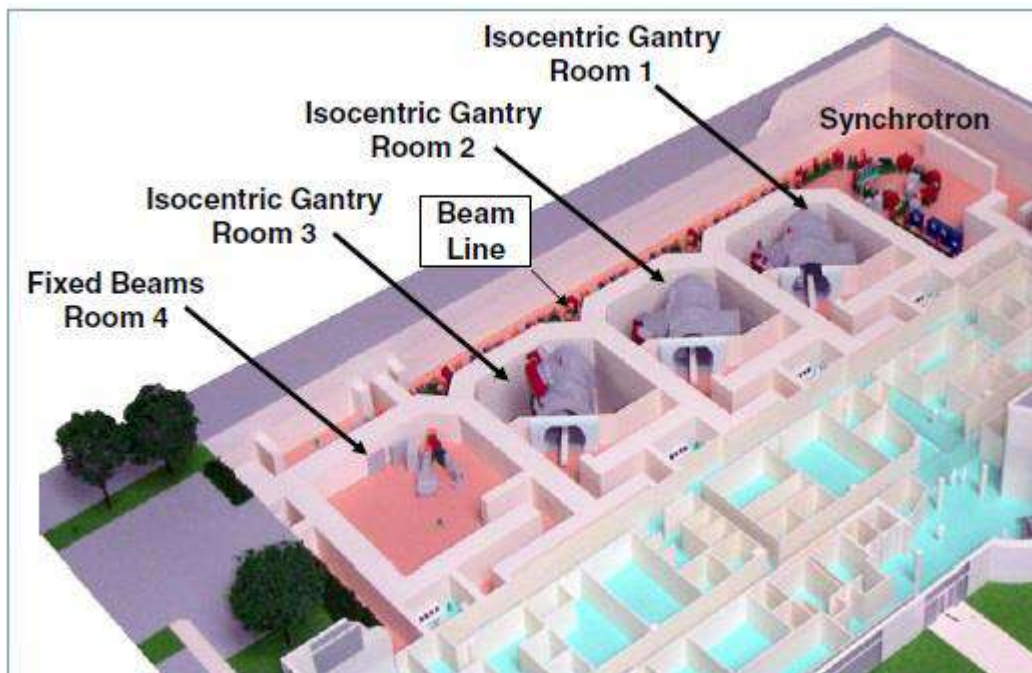 Isocentric Gantry
Room 1
Synchrotron
Isocentric Gantry
Room 2
Isocentric Gantry
Room 3
Beam
Line
Fixed Beams
Room 4